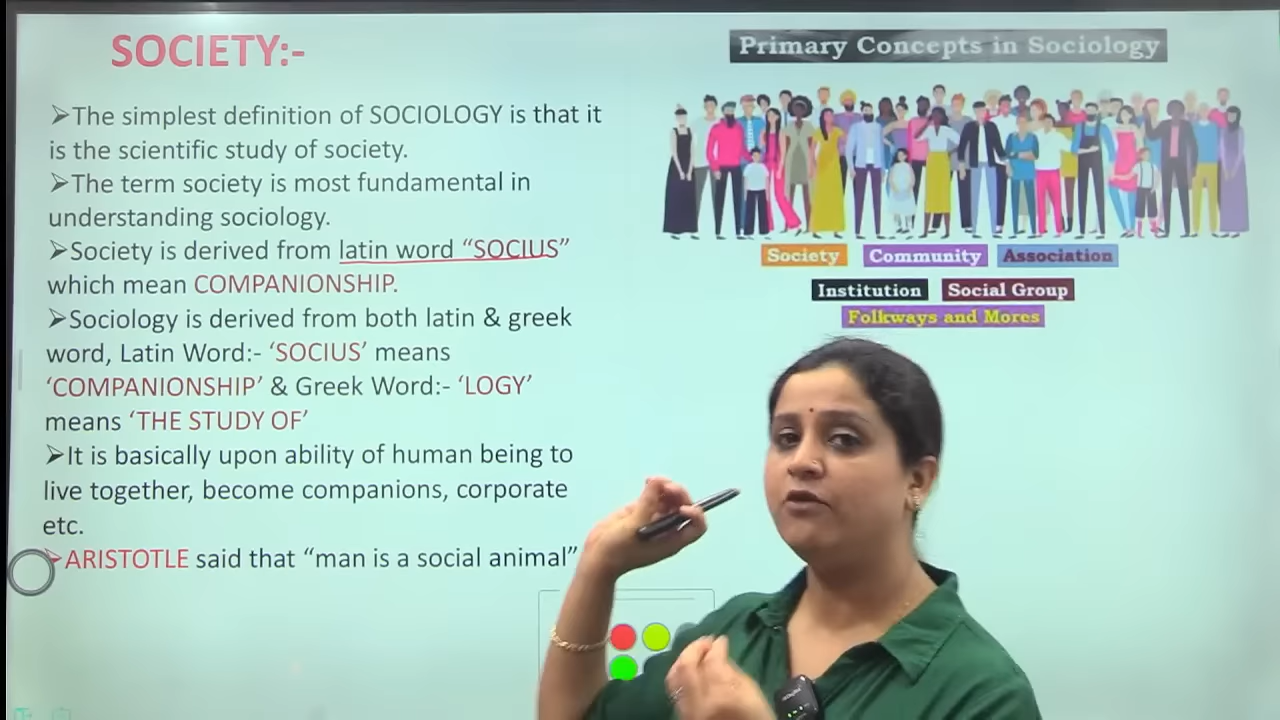 SOCIETY:-
➢The simplest definition of SOCIOLOGY is that it
is the scientific study of society.
➢The term society is most fundamental in
understanding sociology.
➢Society is derived from latin word “SOCIUS”
which mean COMPANIONSHIP.
➢Sociology is derived from both latin & greek
word, Latin Word:- ‘SOCIUS’ means
‘COMPANIONSHIP’ & Greek Word:- ‘LOGY’
means ‘THE STUDY OF’
➢It is basically upon ability of human being to
live together, become companions, corporate
etc.
➢ARISTOTLE said that “man is a social animal”
Primary Concepts in Sociology
Society Community Association
Institution Social Group
Folkways and Mores